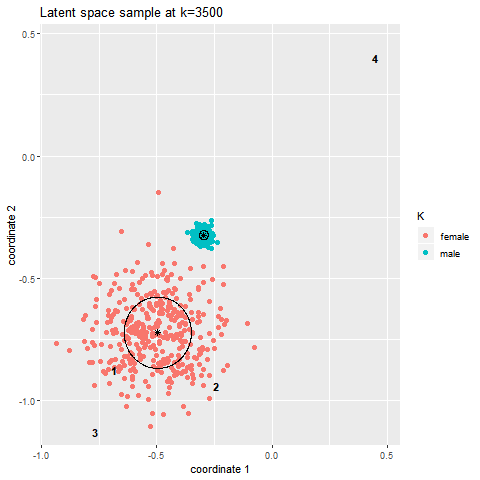 Latent space sample at k=3500
0.5
4
0.0
-0.5
-1.0
1
2
3
-1.0
-0.5
0.0
0.5
coordinate 1
coordinate 2
K
female
male